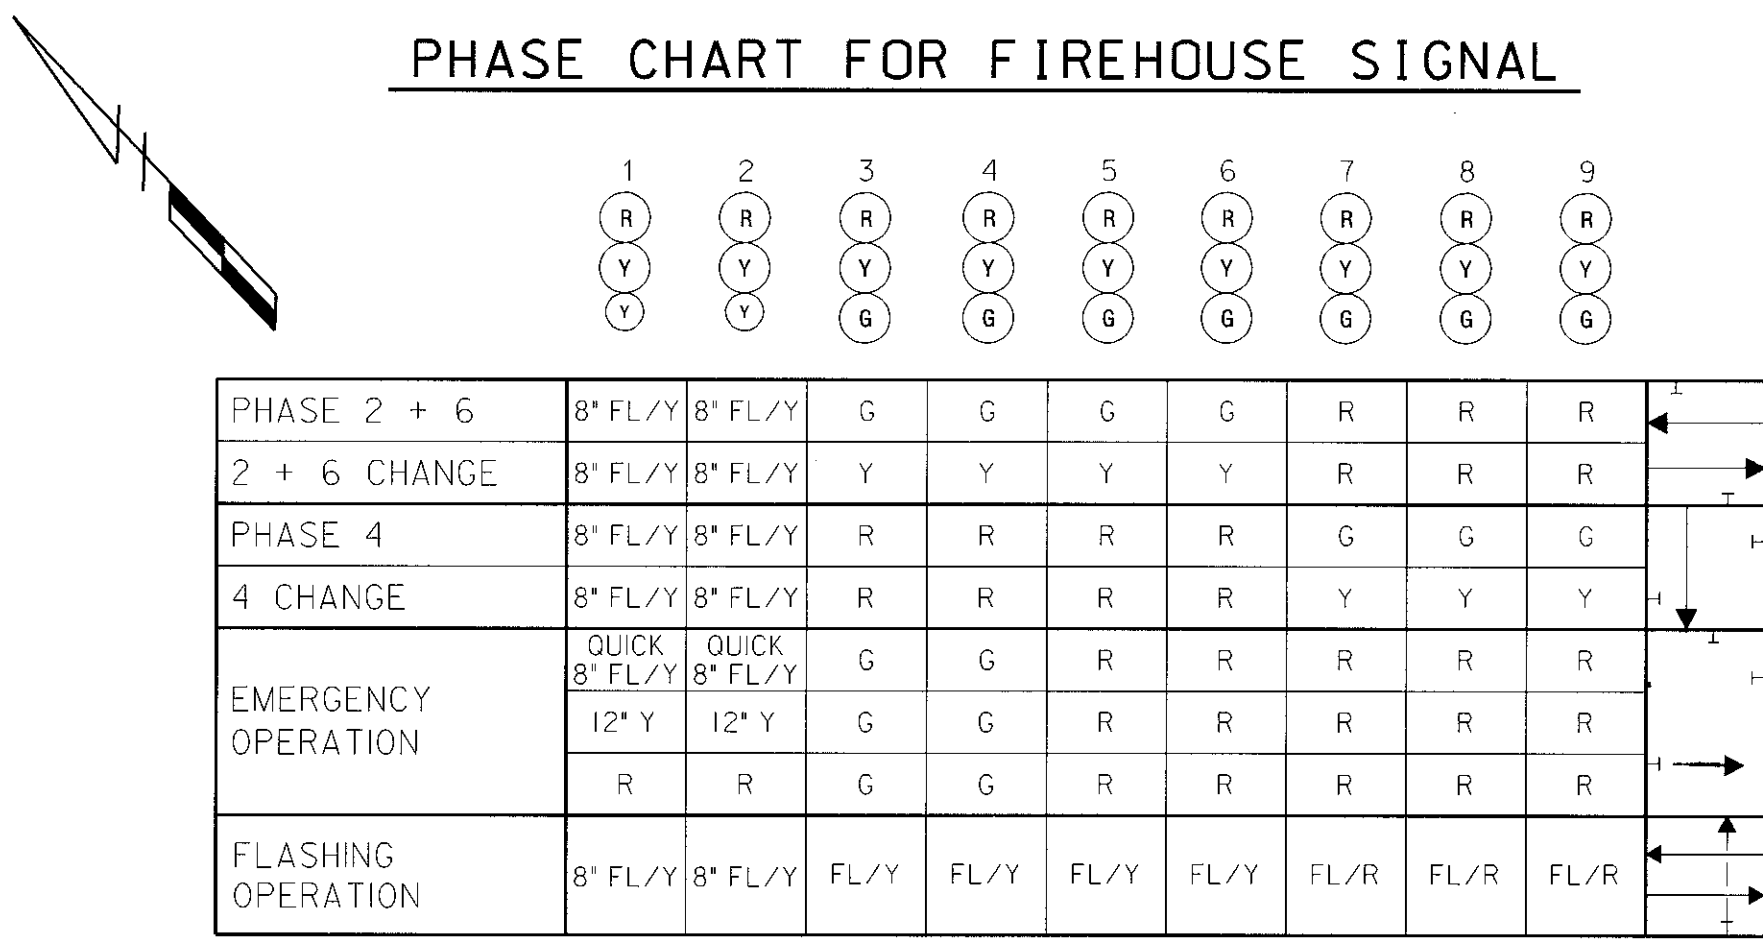 PHASE CHART FOR FIREHOUSE SIGNAL
1 2 3 4 5 6 7 8 9
R R R R R R R R R
Y Y Y Y Y Y Y Y Y
Y Y G G G G G G G
PHASE 2 + 6 8" FL/Y 8" FL/Y G G G G R R R
2 + 6 CHANGE 8" FL/Y 8" FL/Y Y Y Y Y R R R
PHASE 4 8" FL/Y 8" FL/Y R R R R G G G
4 CHANGE 8" FL/Y 8" FL/Y R R R R Y Y Y
EMERGENCY
OPERATION
QUICK QUICK
8" FL/Y 8" FL/Y G G R R R R R
12" Y 12" Y G G R R R R R
R R G G R R R R R
FLASHING
OPERATION
8" FL/Y 8" FL/Y FL/Y FL/Y FL/Y FL/Y FL/R FL/R FL/R